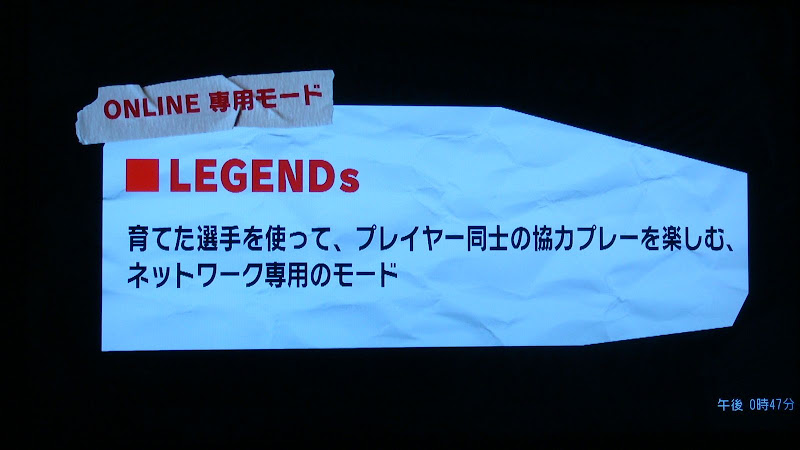 ONLINE 専用モード
■LEGENDs
育てた選手を使って、プレイヤー同士の協力プレーを楽しむ、
ネットワーク専用のモード
午後 0時47分